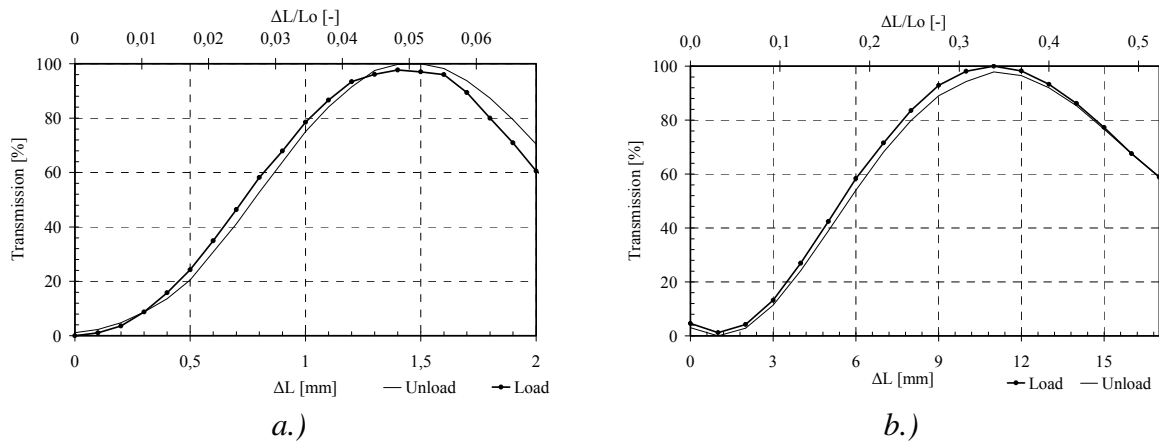 ΔL/Lo [-]
0 0,01 0,02 0,03 0,04 0,05 0,06
Transmission [%]
100
80
60
40
20
0
0 0,5 1 1,5 2
ΔL [mm]
Unload Load
a.)
ΔL/Lo [-]
0,0 0,1 0,2 0,3 0,4 0,5
Transmission [%]
100
80
60
40
20
0
0 3 6 9 12 15
ΔL [mm]
Load Unload
b.)